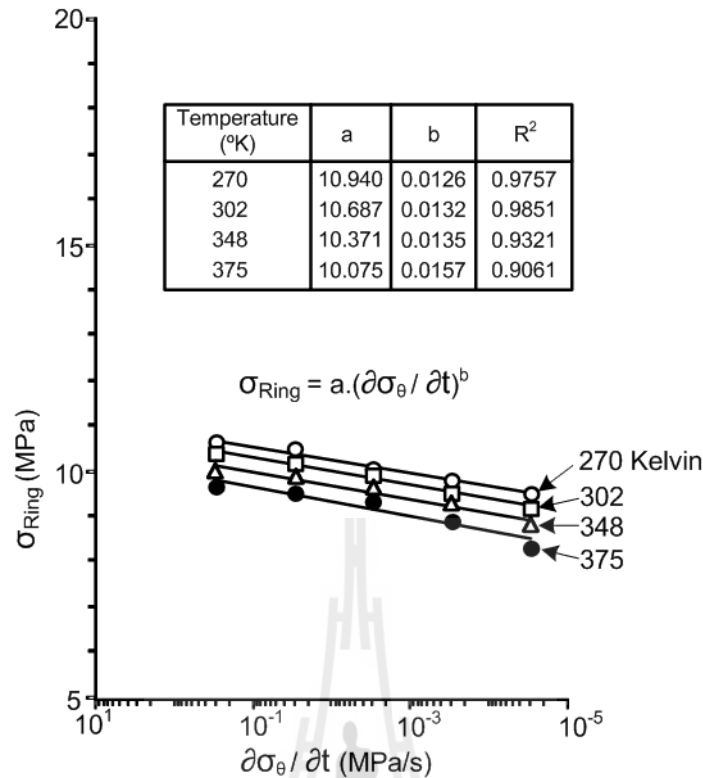 20
15
10
5
σRing (MPa)
Temperature (ºK) a b R²
270 10.940 0.0126 0.9757
302 10.687 0.0132 0.9851
348 10.371 0.0135 0.9321
375 10.075 0.0157 0.9061
σRing = a.(∂σθ / ∂t)ᵇ
270 Kelvin
302
348
375
10¹ 10⁻¹ 10⁻³ 10⁻⁵
∂σθ / ∂t (MPa/s)